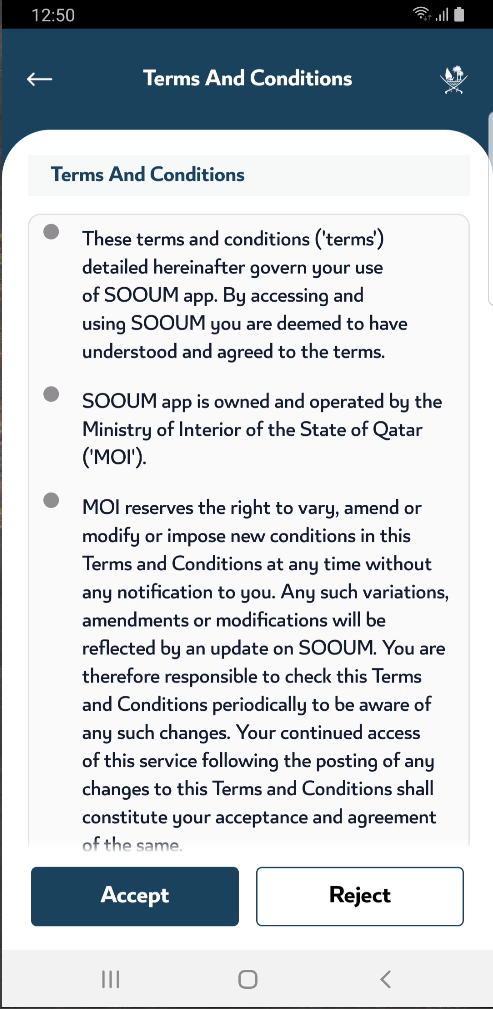 12:50
Terms And Conditions
Terms And Conditions
These terms and conditions ('terms')
detailed hereinafter govern your use
of SOOUM app. By accessing and
using SOOUM you are deemed to have
understood and agreed to the terms.
SOOUM app is owned and operated by the
Ministry of Interior of the State of Qatar
('MOI').
MOI reserves the right to vary, amend or
modify or impose new conditions in this
Terms and Conditions at any time without
any notification to you. Any such variations,
amendments or modifications will be
reflected by an update on SOOUM. You are
therefore responsible to check this Terms
and Conditions periodically to be aware of
any such changes. Your continued access
of this service following the posting of any
changes to this Terms and Conditions shall
constitute your acceptance and agreement
of the same.
Accept
Reject